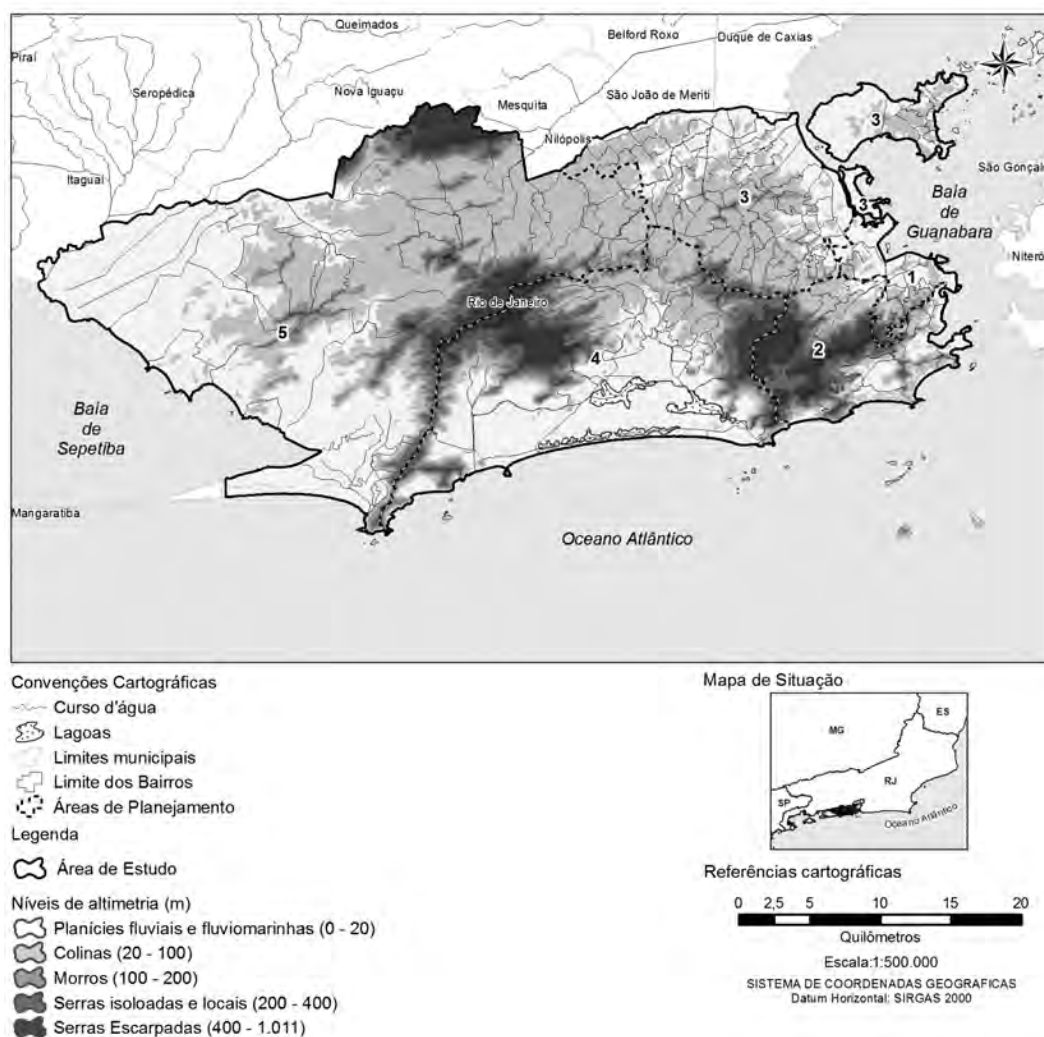 Queimados
Belford Roxo
Duque de Caxias
Piraí
Seropédica
Nova Iguaçu
Mesquita
São João de Meriti
Nilópolis
3
São Gonçalo
Itaguaí
Baía
de
Guanabara
3
3
Niteró
1
Rio de Janeiro
5
4
2
Baía
de
Sepetiba
Mangaratiba
Oceano Atlântico
Convenções Cartográficas
Curso d'água
Lagoas
Limites municipais
Limite dos Bairros
Áreas de Planejamento
Legenda
Área de Estudo
Níveis de altimetria (m)
Planícies fluviais e fluviomarinhas (0 - 20)
Colinas (20 - 100)
Morros (100 - 200)
Serras isoloadas e locais (200 - 400)
Serras Escarpadas (400 - 1.011)
Mapa de Situação
MG
ES
RJ
SP
Oceano Atlântico
Referências cartográficas
0 2,5 5 10 15 20
Quilômetros
Escala:1:500.000
SISTEMA DE COORDENADAS GEOGRAFICAS
Datum Horizontal: SIRGAS 2000